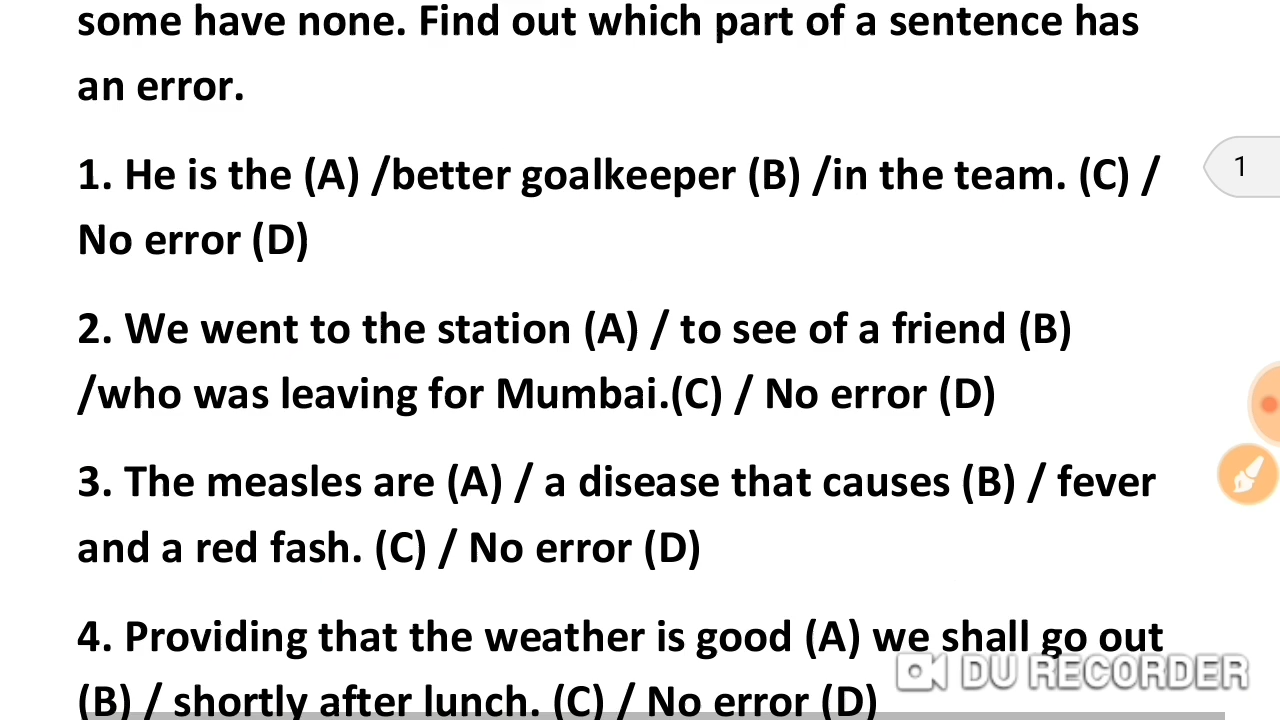 some have none. Find out which part of a sentence has
an error.
1. He is the (A) /better goalkeeper (B) /in the team. (C) /
No error (D)
1
2. We went to the station (A) / to see of a friend (B)
/who was leaving for Mumbai.(C) / No error (D)
3. The measles are (A) / a disease that causes (B) / fever
and a red fash. (C) / No error (D)
4. Providing that the weather is good (A) we shall go out
(B) / shortly after lunch. (C) / No error (D)
DU RECORDER